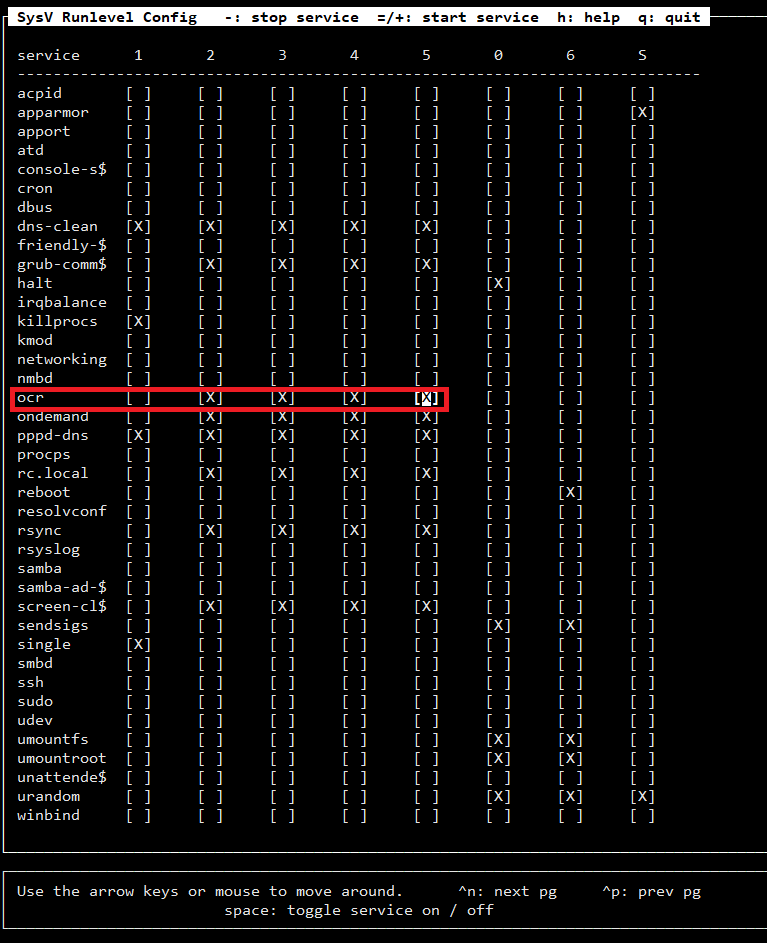 SysV Runlevel Config   -: stop service  =/+: start service  h: help  q: quit
service      1       2       3       4       5       0       6       S
----------------------------------------------------------------------------
acpid       [ ]     [ ]     [ ]     [ ]     [ ]     [ ]     [ ]     [ ]
apparmor    [ ]     [ ]     [ ]     [ ]     [ ]     [ ]     [ ]     [X]
apport      [ ]     [ ]     [ ]     [ ]     [ ]     [ ]     [ ]     [ ]
atd         [ ]     [ ]     [ ]     [ ]     [ ]     [ ]     [ ]     [ ]
console-s$  [ ]     [ ]     [ ]     [ ]     [ ]     [ ]     [ ]     [ ]
cron        [ ]     [ ]     [ ]     [ ]     [ ]     [ ]     [ ]     [ ]
dbus        [ ]     [ ]     [ ]     [ ]     [ ]     [ ]     [ ]     [ ]
dns-clean   [X]     [X]     [X]     [X]     [X]     [ ]     [ ]     [ ]
friendly-$  [ ]     [ ]     [ ]     [ ]     [ ]     [ ]     [ ]     [ ]
grub-comm$  [ ]     [X]     [X]     [X]     [X]     [ ]     [ ]     [ ]
halt        [ ]     [ ]     [ ]     [ ]     [ ]     [X]     [ ]     [ ]
irqbalance  [ ]     [ ]     [ ]     [ ]     [ ]     [ ]     [ ]     [ ]
killprocs   [X]     [ ]     [ ]     [ ]     [ ]     [ ]     [ ]     [ ]
kmod        [ ]     [ ]     [ ]     [ ]     [ ]     [ ]     [ ]     [ ]
networking  [ ]     [ ]     [ ]     [ ]     [ ]     [ ]     [ ]     [ ]
nmbd        [ ]     [ ]     [ ]     [ ]     [ ]     [ ]     [ ]     [ ]
ocr         [ ]     [X]     [X]     [X]     [X]     [ ]     [ ]     [ ]
ondemand    [ ]     [X]     [X]     [X]     [X]     [ ]     [ ]     [ ]
pppd-dns    [X]     [X]     [X]     [X]     [X]     [ ]     [ ]     [ ]
procps      [ ]     [ ]     [ ]     [ ]     [ ]     [ ]     [ ]     [ ]
rc.local    [ ]     [X]     [X]     [X]     [X]     [ ]     [ ]     [ ]
reboot      [ ]     [ ]     [ ]     [ ]     [ ]     [ ]     [X]     [ ]
resolvconf  [ ]     [ ]     [ ]     [ ]     [ ]     [ ]     [ ]     [ ]
rsync       [ ]     [X]     [X]     [X]     [X]     [ ]     [ ]     [ ]
rsyslog     [ ]     [ ]     [ ]     [ ]     [ ]     [ ]     [ ]     [ ]
samba       [ ]     [ ]     [ ]     [ ]     [ ]     [ ]     [ ]     [ ]
samba-ad-$  [ ]     [ ]     [ ]     [ ]     [ ]     [ ]     [ ]     [ ]
screen-cl$  [ ]     [X]     [X]     [X]     [X]     [ ]     [ ]     [ ]
sendsigs    [ ]     [ ]     [ ]     [ ]     [ ]     [X]     [X]     [ ]
single      [X]     [ ]     [ ]     [ ]     [ ]     [ ]     [ ]     [ ]
smbd        [ ]     [ ]     [ ]     [ ]     [ ]     [ ]     [ ]     [ ]
ssh         [ ]     [ ]     [ ]     [ ]     [ ]     [ ]     [ ]     [ ]
sudo        [ ]     [ ]     [ ]     [ ]     [ ]     [ ]     [ ]     [ ]
udev        [ ]     [ ]     [ ]     [ ]     [ ]     [ ]     [ ]     [ ]
umountfs    [ ]     [ ]     [ ]     [ ]     [ ]     [X]     [X]     [ ]
umountroot  [ ]     [ ]     [ ]     [ ]     [ ]     [X]     [X]     [ ]
unattende$  [ ]     [ ]     [ ]     [ ]     [ ]     [ ]     [ ]     [ ]
urandom     [ ]     [ ]     [ ]     [ ]     [ ]     [X]     [X]     [X]
winbind     [ ]     [ ]     [ ]     [ ]     [ ]     [ ]     [ ]     [ ]
Use the arrow keys or mouse to move around.      ^n: next pg     ^p: prev pg
space: toggle service on / off